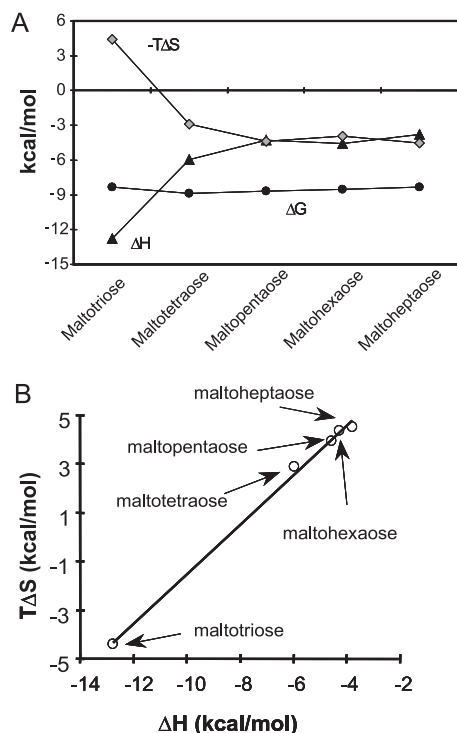 A
6
3
0
-3
-6
-9
-12
-15
kcal/mol
-TΔS
ΔG
ΔH
Maltotriose
Maltotetraose
Maltopentaose
Maltohexaose
Maltoheptaose
B
5
3
1
-1
-3
-5
TΔS (kcal/mol)
maltoheptaose
maltopentaose
maltotetraose
maltohexaose
maltotriose
-14 -12 -10 -8 -6 -4 -2
ΔH (kcal/mol)